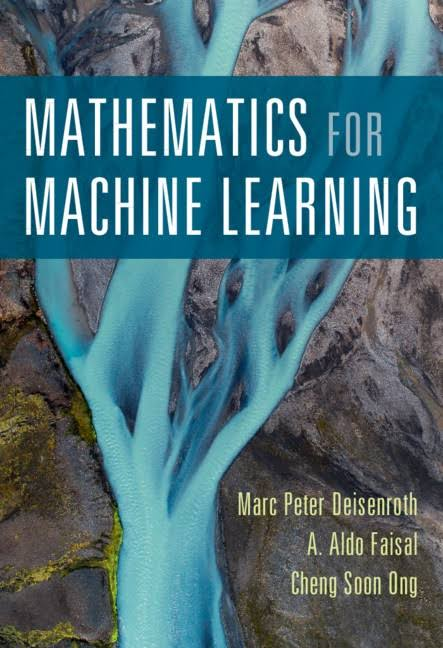 MATHEMATICS FOR
MACHINE LEARNING
Marc Peter Deisenroth
A. Aldo Faisal
Cheng Soon Ong